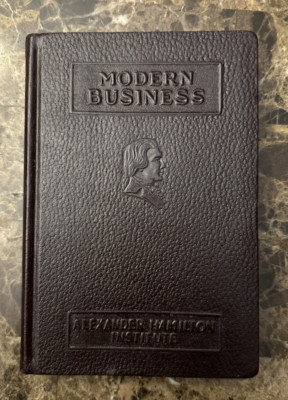 MODERN
BUSINESS
ALEXANDER HAMILTON
INSTITUTE